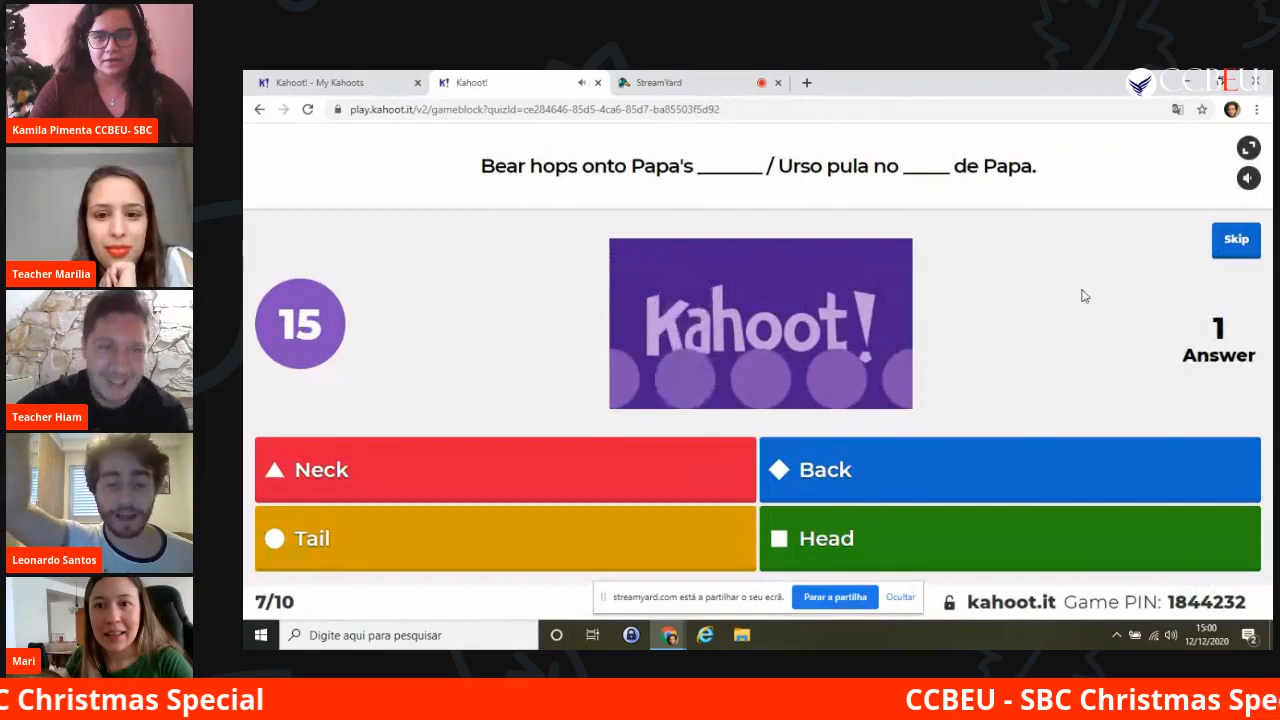 Kamila Pimenta CCBEU- SBC
Teacher Marília
Teacher Hiam
Leonardo Santos
Mari
Kahoot! - My Kahoots
Kahoot!
StreamYard
CCBEU
play.kahoot.it/v2/gameblock?quizId=ce284646-85d5-4ca6-85d7-ba85503f5d92
Bear hops onto Papa's ______ / Urso pula no _____ de Papa.
Skip
15
Kahoot!
1
Answer
Neck
Back
Tail
Head
7/10
streamyard.com está a partilhar o seu ecrã.
Parar a partilha
Ocultar
kahoot.it Game PIN: 1844232
Digite aqui para pesquisar
15:00
12/12/2020
2
C Christmas Special
CCBEU - SBC Christmas Spe